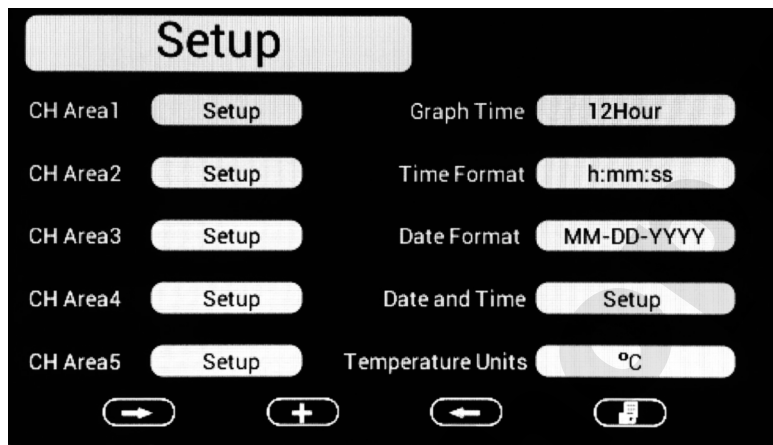 Setup
CH Area1 Setup Graph Time 12Hour
CH Area2 Setup Time Format h:mm:ss
CH Area3 Setup Date Format MM-DD-YYYY
CH Area4 Setup Date and Time Setup
CH Area5 Setup Temperature Units ºC